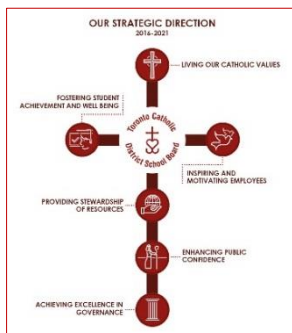 OUR STRATEGIC DIRECTION
2016-2021
LIVING OUR CATHOLIC VALUES
FOSTERING STUDENT
ACHIEVEMENT AND WELL BEING
Toronto Catholic
District School Board
INSPIRING AND
MOTIVATING EMPLOYEES
PROVIDING STEWARDSHIP
OF RESOURCES
ENHANCING PUBLIC
CONFIDENCE
ACHIEVING EXCELLENCE IN
GOVERNANCE